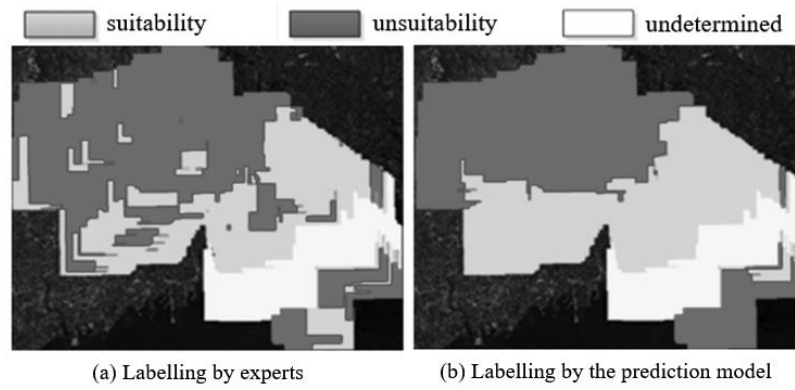 suitability unsuitability undetermined
(a) Labelling by experts (b) Labelling by the prediction model